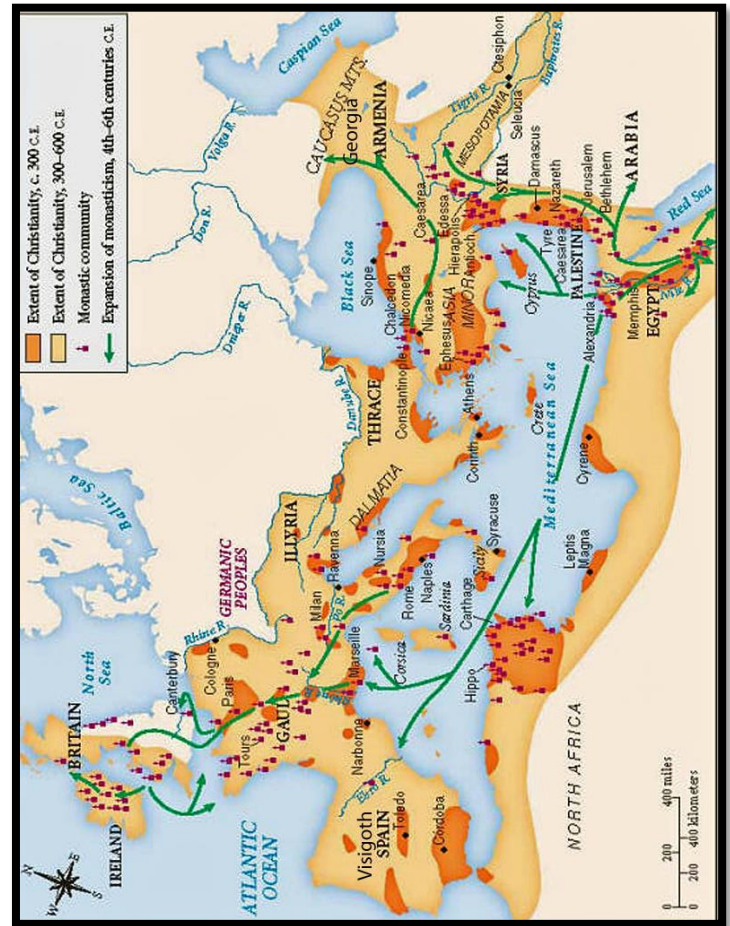 Extent of Christianity, c. 300 C.E.
Extent of Christianity, 300–600 C.E.
Monastic community
Expansion of monasticism, 4th–6th centuries C.E.
N
E
S
W
BRITAIN
IRELAND
North
Sea
Baltic Sea
ATLANTIC
OCEAN
Canterbury
Rhine R.
GERMANIC
PEOPLES
Cologne
Paris
Tours
GAUL
Rhône R.
Milan
Po R.
Ravenna
ILLYRIA
DALMATIA
Danube R.
Dnieper R.
Don R.
Volga R.
Caspian Sea
CAUCASUS MTS.
Georgia
ARMENIA
Black Sea
Sinope
THRACE
Constantinople
Chalcedon
Nicomedia
Nicaea
Caesarea
Edessa
Hierapolis
Antioch
ASIA
MINOR
Ephesus
Athens
Corinth
Crete
Cyprus
Nursia
Rome
Naples
Marseille
Narbonne
Corsica
Sardinia
Sicily
Syracuse
Ebro R.
Visigoth
SPAIN
Toledo
Córdoba
Hippo
Carthage
Leptis
Magna
Cyrene
Mediterranean Sea
NORTH AFRICA
Alexandria
Memphis
EGYPT
Nile R.
Red Sea
PALESTINE
Caesarea
Tyre
Jerusalem
Bethlehem
Nazareth
Damascus
SYRIA
ARABIA
MESOPOTAMIA
Tigris R.
Euphrates R.
Seleucia
Ctesiphon
0 200 400 miles
0 200 400 kilometers